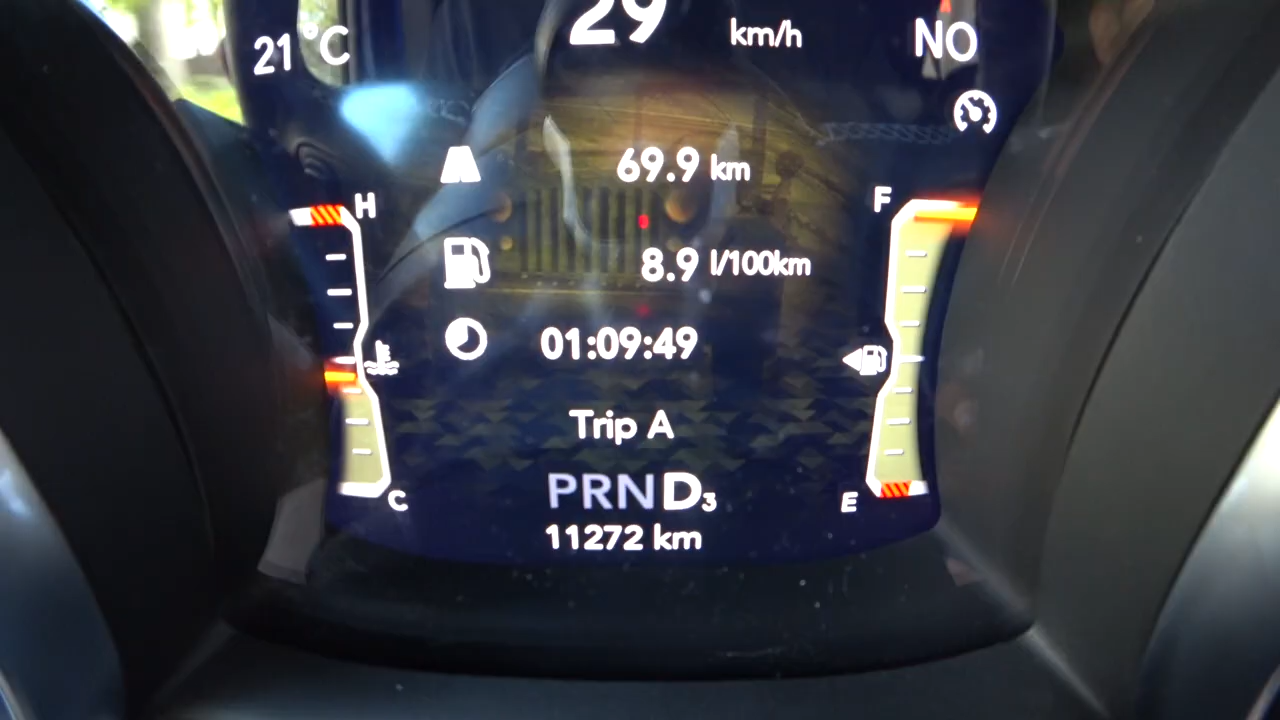 29 km/h
21 °C
NO
69.9 km
H
F
8.9 l/100km
01:09:49
Trip A
PRND3
C
E
11272 km